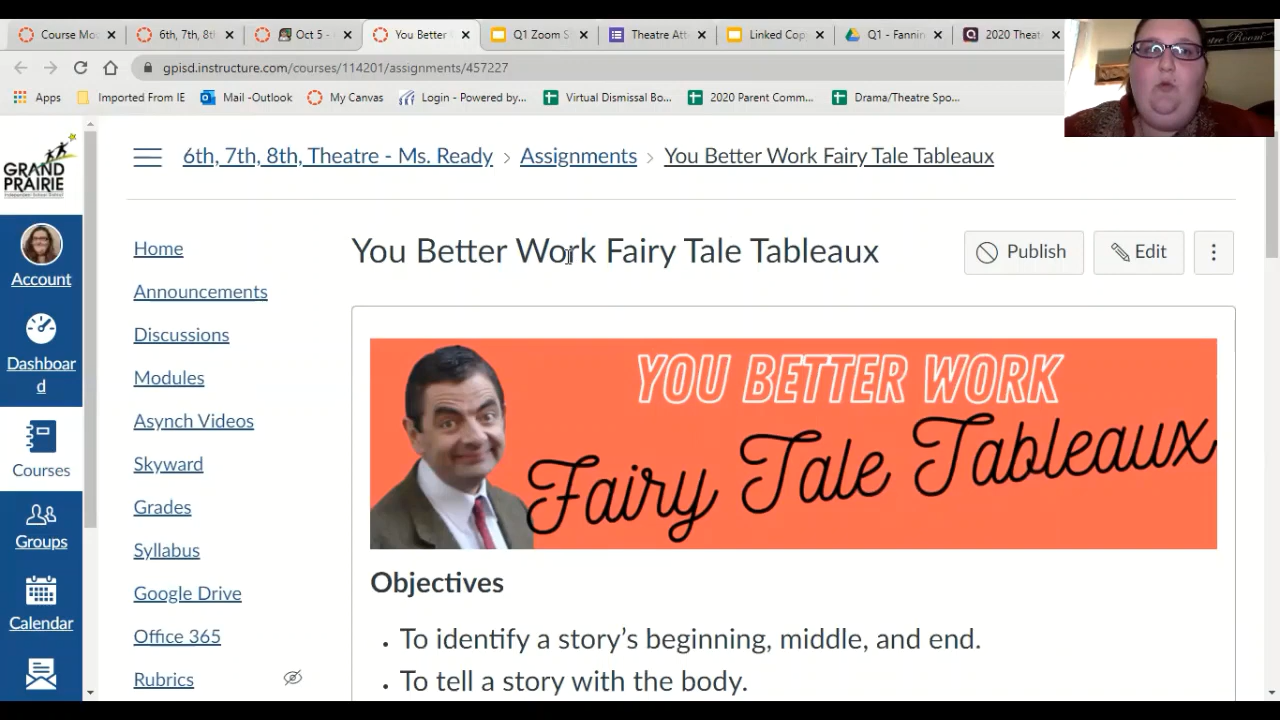 Course Mo
6th, 7th, 8t
Oct 5 -
You Better
Q1 Zoom S
Theatre Att
Linked Cop
Q1 - Fannin
2020 Theat
gpisd.instructure.com/courses/114201/assignments/457227
Apps
Imported From IE
Mail -Outlook
My Canvas
Login - Powered by...
Virtual Dismissal Bo...
2020 Parent Comm...
Drama/Theatre Spo...
GRAND
PRAIRIE
6th, 7th, 8th, Theatre - Ms. Ready > Assignments > You Better Work Fairy Tale Tableaux
Account
Dashboar
d
Courses
Groups
Calendar
Home
Announcements
Discussions
Modules
Asynch Videos
Skyward
Grades
Syllabus
Google Drive
Office 365
Rubrics
You Better Work Fairy Tale Tableaux
Publish
Edit
YOU BETTER WORK
Fairy Tale Tableaux
Objectives
• To identify a story’s beginning, middle, and end.
• To tell a story with the body.